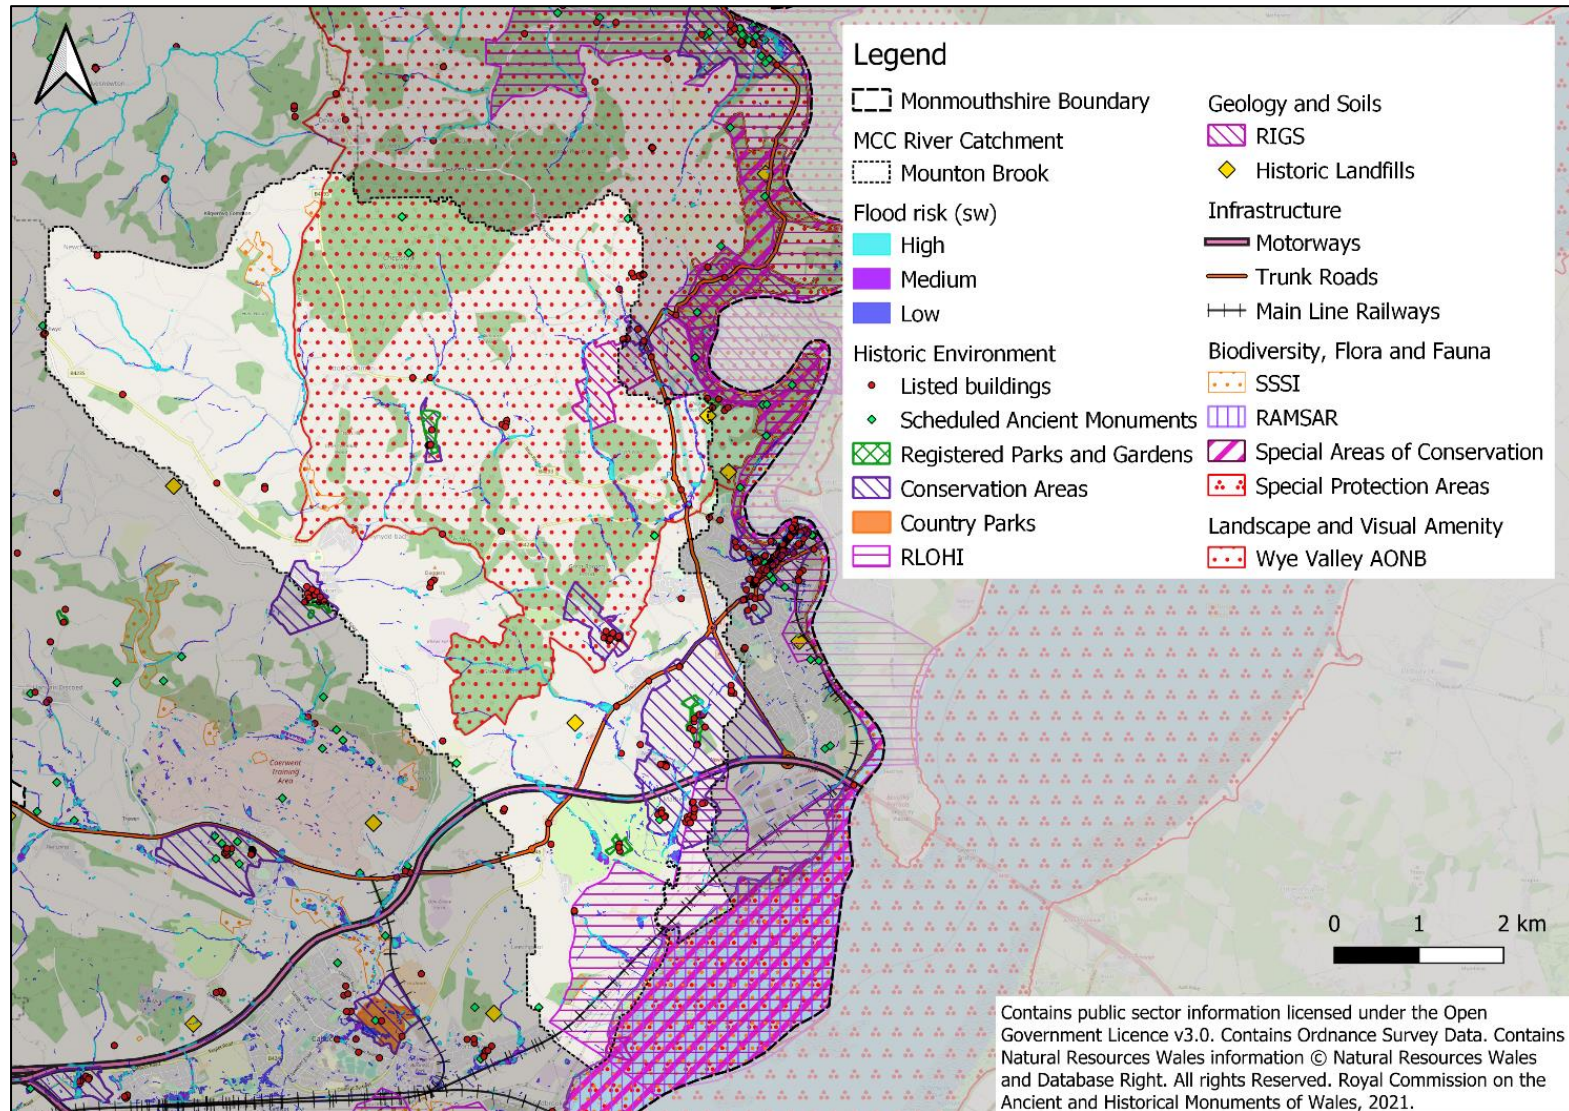 Legend
Monmouthshire Boundary
MCC River Catchment
Mounton Brook
Flood risk (sw)
High
Medium
Low
Historic Environment
Listed buildings
Scheduled Ancient Monuments
Registered Parks and Gardens
Conservation Areas
Country Parks
RLOHI
Geology and Soils
RIGS
Historic Landfills
Infrastructure
Motorways
Trunk Roads
Main Line Railways
Biodiversity, Flora and Fauna
SSSI
RAMSAR
Special Areas of Conservation
Special Protection Areas
Landscape and Visual Amenity
Wye Valley AONB
Caerwent
Training
Area
0 1 2 km
Contains public sector information licensed under the Open
Government Licence v3.0. Contains Ordnance Survey Data. Contains
Natural Resources Wales information © Natural Resources Wales
and Database Right. All rights Reserved. Royal Commission on the
Ancient and Historical Monuments of Wales, 2021.